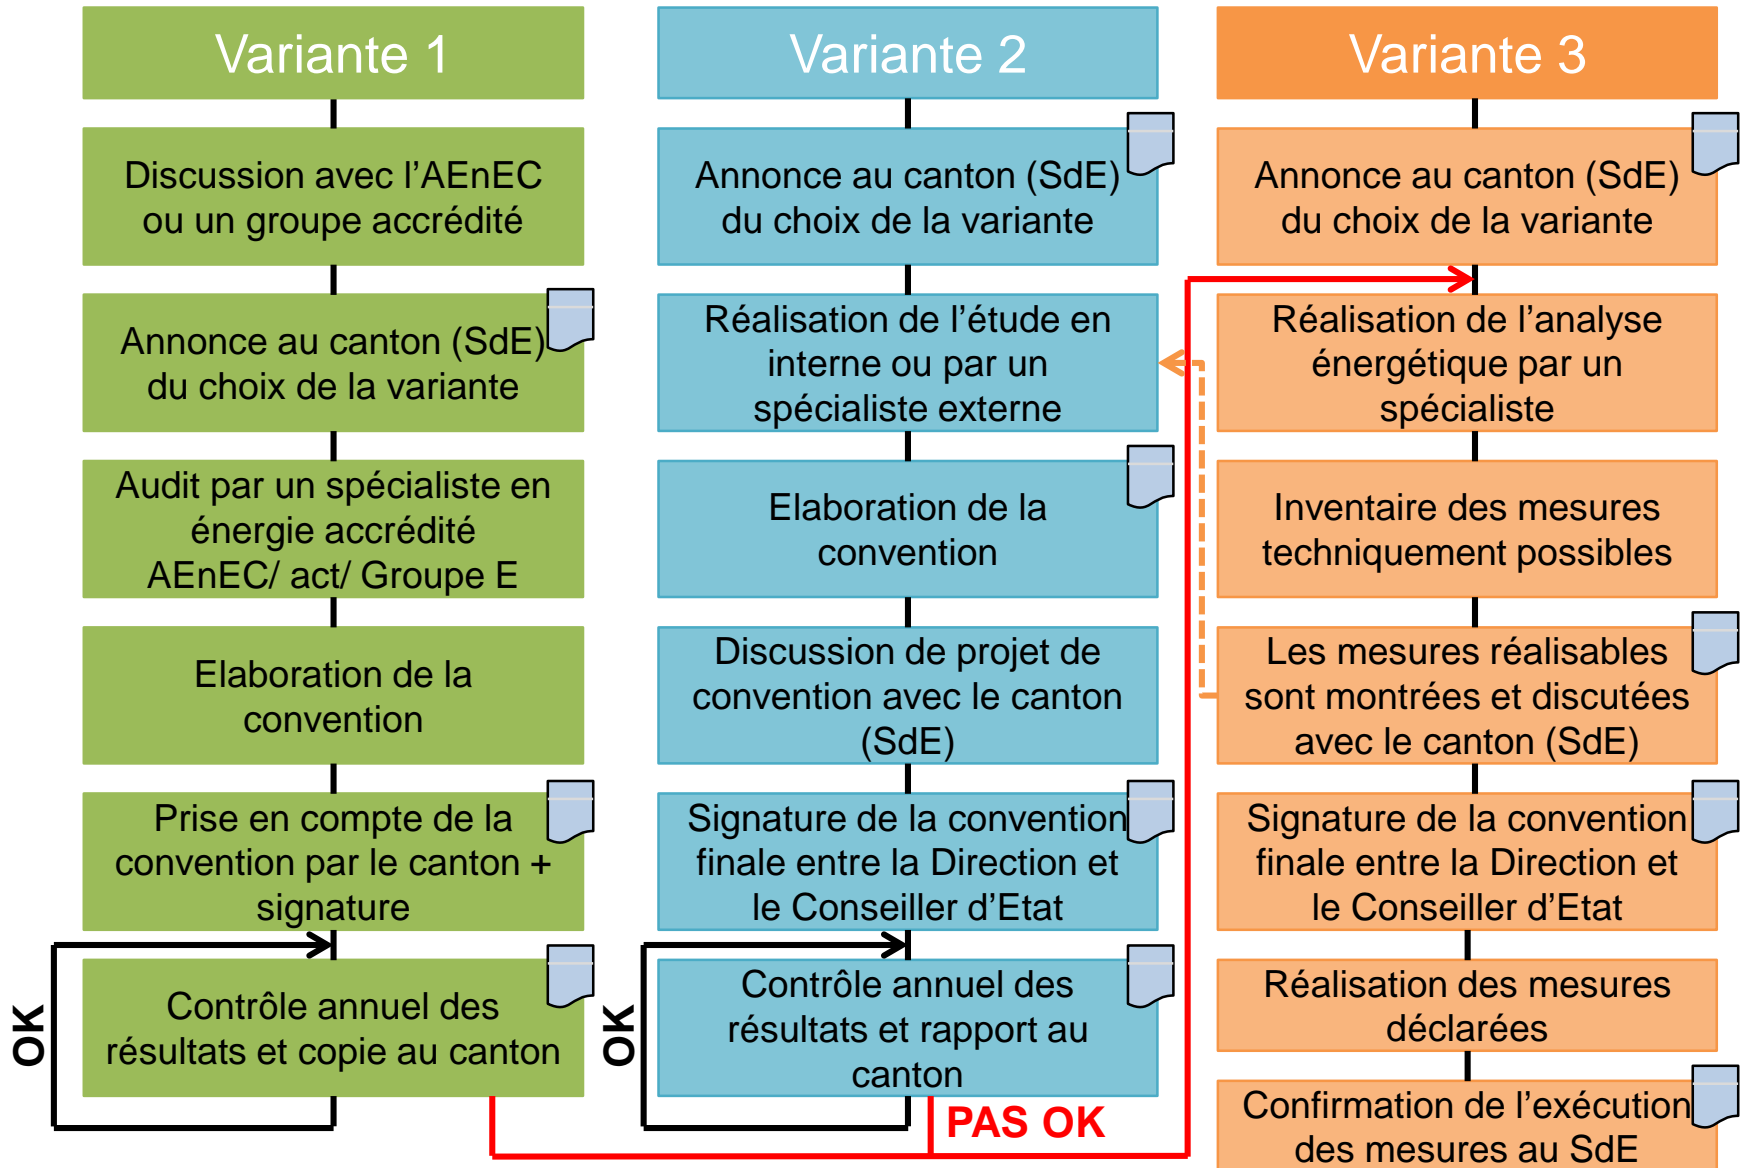 Variante 1
Discussion avec l’AEnEC
ou un groupe accrédité
Annonce au canton (SdE)
du choix de la variante
Audit par un spécialiste en
énergie accrédité
AEnEC/ act/ Groupe E
Elaboration de la
convention
Prise en compte de la
convention par le canton +
signature
Contrôle annuel des
résultats et copie au canton
OK
Variante 2
Annonce au canton (SdE)
du choix de la variante
Réalisation de l’étude en
interne ou par un
spécialiste externe
Elaboration de la
convention
Discussion de projet de
convention avec le canton
(SdE)
Signature de la convention
finale entre la Direction et
le Conseiller d’Etat
Contrôle annuel des
résultats et rapport au
canton
OK
PAS OK
Variante 3
Annonce au canton (SdE)
du choix de la variante
Réalisation de l’analyse
énergétique par un
spécialiste
Inventaire des mesures
techniquement possibles
Les mesures réalisables
sont montrées et discutées
avec le canton (SdE)
Signature de la convention
finale entre la Direction et
le Conseiller d’Etat
Réalisation des mesures
déclarées
Confirmation de l’exécution
des mesures au SdE